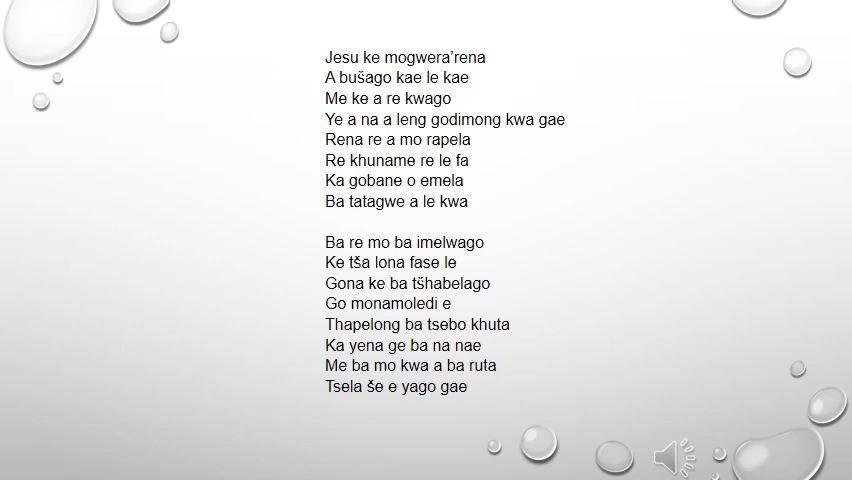 Jesu ke mogwera’rena
A bušago kae le kae
Me ke a re kwago
Ye a na a leng godimong kwa gae
Rena re a mo rapela
Re khuname re le fa
Ka gobane o emela
Ba tatagwe a le kwa
Ba re mo ba imelwago
Ke tša lona fase le
Gona ke ba tšhabelago
Go monamoledi e
Thapelong ba tsebo khuta
Ka yena ge ba na nae
Me ba mo kwa a ba ruta
Tsela še e yago gae